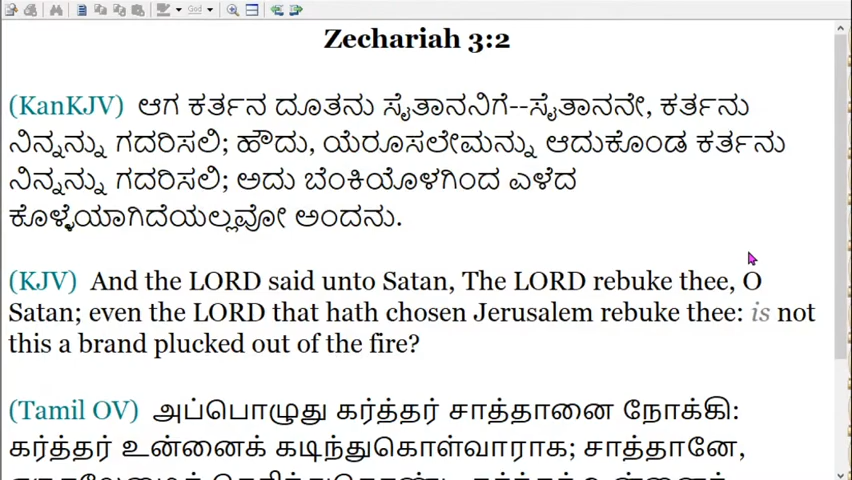 Zechariah 3:2
(KanKJV) ಆಗ ಕರ್ತನ ದೂತನು ಸೈತಾನನಿಗೆ--ಸೈತಾನನೇ, ಕರ್ತನು
ನಿನ್ನನ್ನು ಗದರಿಸಲಿ; ಹೌದು, ಯೆರೂಸಲೇಮನ್ನು ಆದುಕೊಂಡ ಕರ್ತನು
ನಿನ್ನನ್ನು ಗದರಿಸಲಿ; ಅದು ಬೆಂಕಿಯೊಳಗಿಂದ ಎಳೆದ
ಕೊಳ್ಳೆಯಾಗಿದೆಯಲ್ಲವೋ ಅಂದನು.
(KJV) And the LORD said unto Satan, The LORD rebuke thee, O
Satan; even the LORD that hath chosen Jerusalem rebuke thee: is not
this a brand plucked out of the fire?
(Tamil OV) அப்பொழுது கர்த்தர் சாத்தானை நோக்கி:
கர்த்தர் உன்னைக் கடிந்துகொள்வாராக; சாத்தானே,